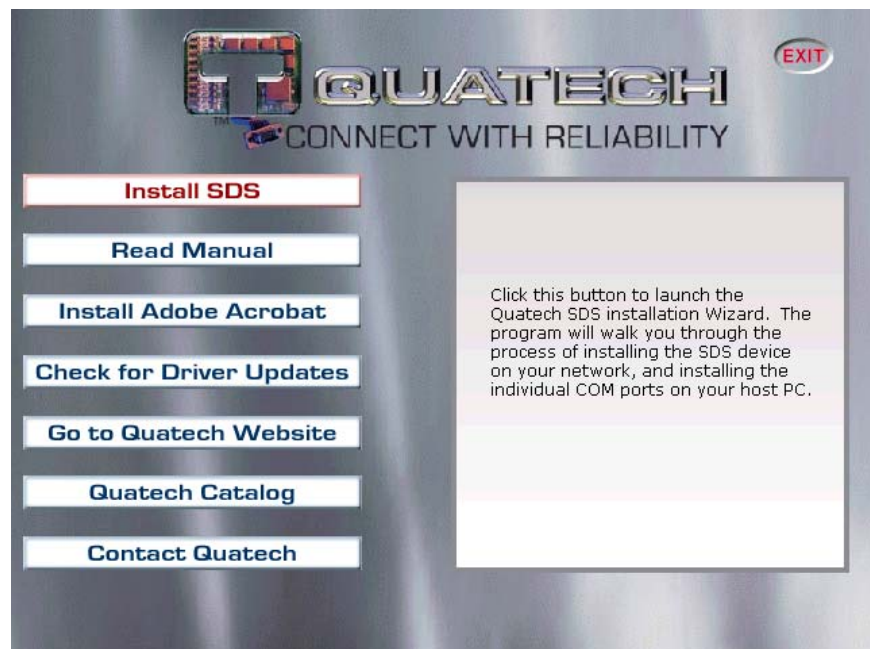 EXIT
QUATECH
TM
CONNECT WITH RELIABILITY
Install SDS
Read Manual
Install Adobe Acrobat
Check for Driver Updates
Go to Quatech Website
Quatech Catalog
Contact Quatech
Click this button to launch the
Quatech SDS installation Wizard.  The
program will walk you through the
process of installing the SDS device
on your network, and installing the
individual COM ports on your host PC.